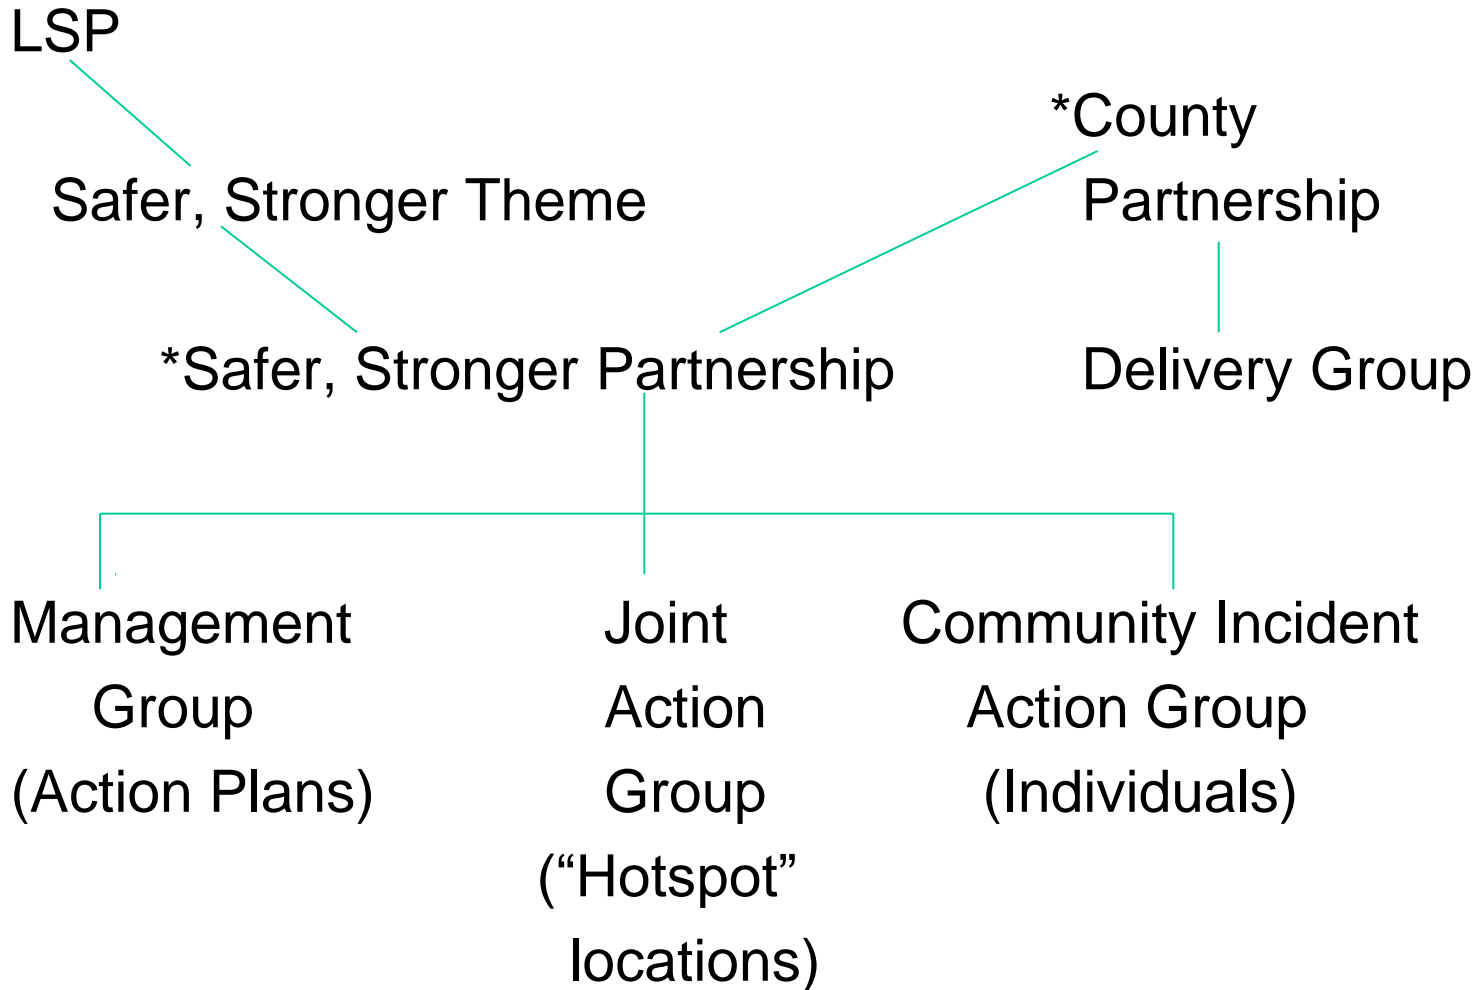 LSP
*County
Safer, Stronger Theme
Partnership
*Safer, Stronger Partnership
Delivery Group
Management
Group
(Action Plans)
Joint
Action
Group
(“Hotspot”
locations)
Community Incident
Action Group
(Individuals)